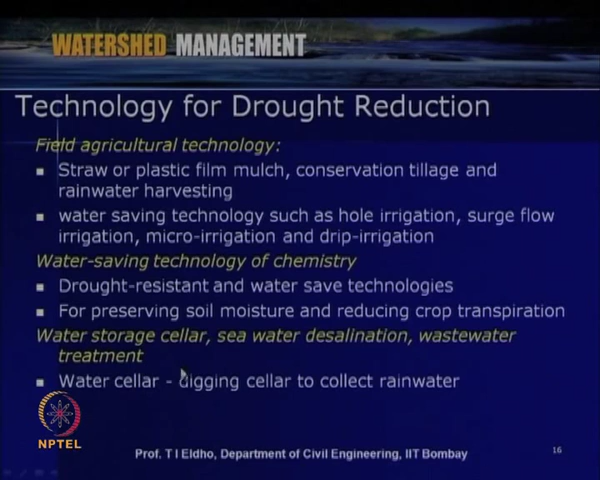 WATERSHED MANAGEMENT
Technology for Drought Reduction
Field agricultural technology:
▪ Straw or plastic film mulch, conservation tillage and
rainwater harvesting
▪ water saving technology such as hole irrigation, surge flow
irrigation, micro-irrigation and drip-irrigation
Water-saving technology of chemistry
▪ Drought-resistant and water save technologies
▪ For preserving soil moisture and reducing crop transpiration
Water storage cellar, sea water desalination, wastewater
treatment
▪ Water cellar - digging cellar to collect rainwater
NPTEL
Prof. T I Eldho, Department of Civil Engineering, IIT Bombay
16